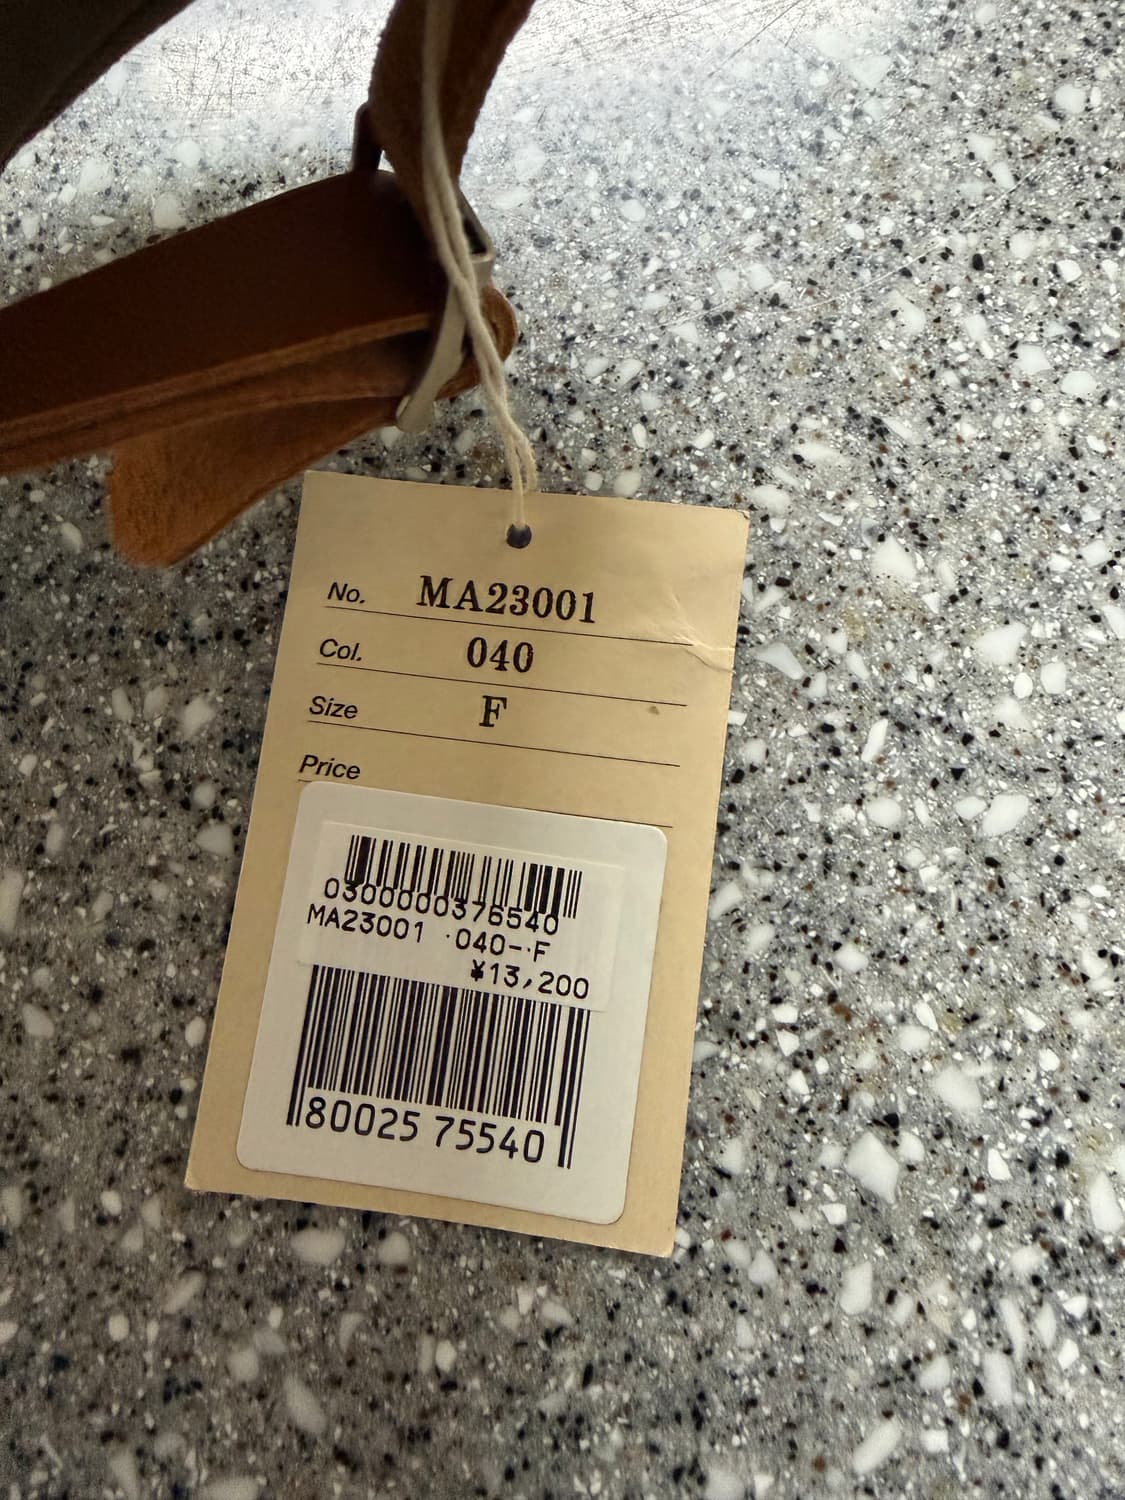 No. MA23001
Col. 040
Size F
Price
0300000376540
MA23001 ·040-·F
¥13,200
80025 75540